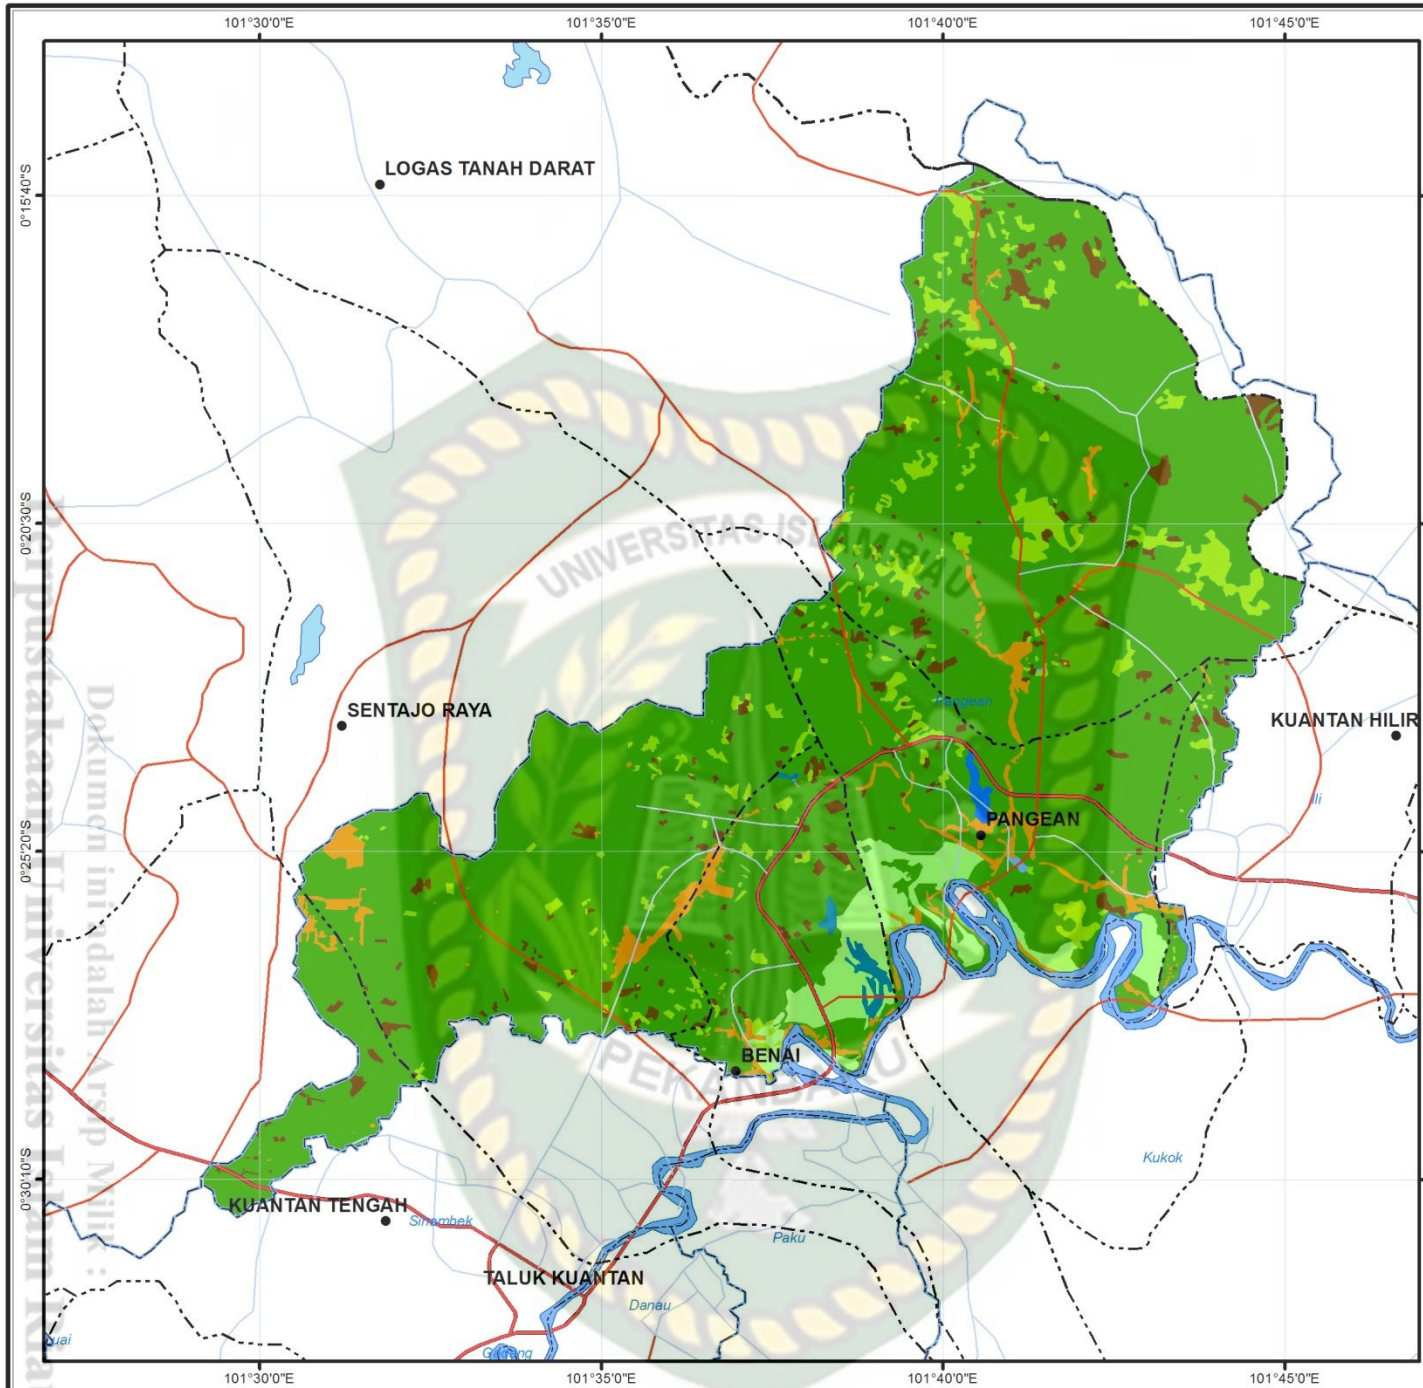 101°30'0"E
101°35'0"E
101°40'0"E
101°45'0"E
0°15'40"S
0°20'30"S
0°25'20"S
0°30'10"S
LOGAS TANAH DARAT
UNIVERSITAS ISLAM RIAU
SENTAJO RAYA
Pangean
KUANTAN HILIR
PANGEAN
BENAI
PEKANBARU
Kukok
KUANTAN TENGAH
Sinambek
Paku
TALUK KUANTAN
Danau
Perpustakaan Universitas Islam Riau
Dokumen ini adalah Arsip Milik :
101°30'0"E
101°35'0"E
101°40'0"E
101°45'0"E